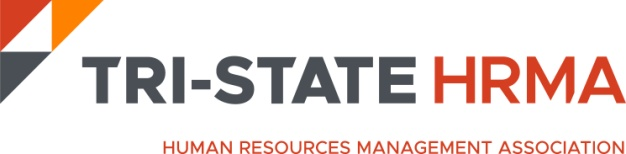 TRI-STATE HRMA
HUMAN RESOURCES MANAGEMENT ASSOCIATION